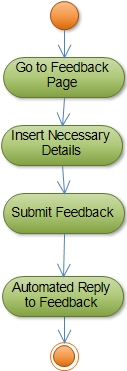 Go to Feedback
Page
Insert Necessary
Details
Submit Feedback
Automated Reply
to Feedback